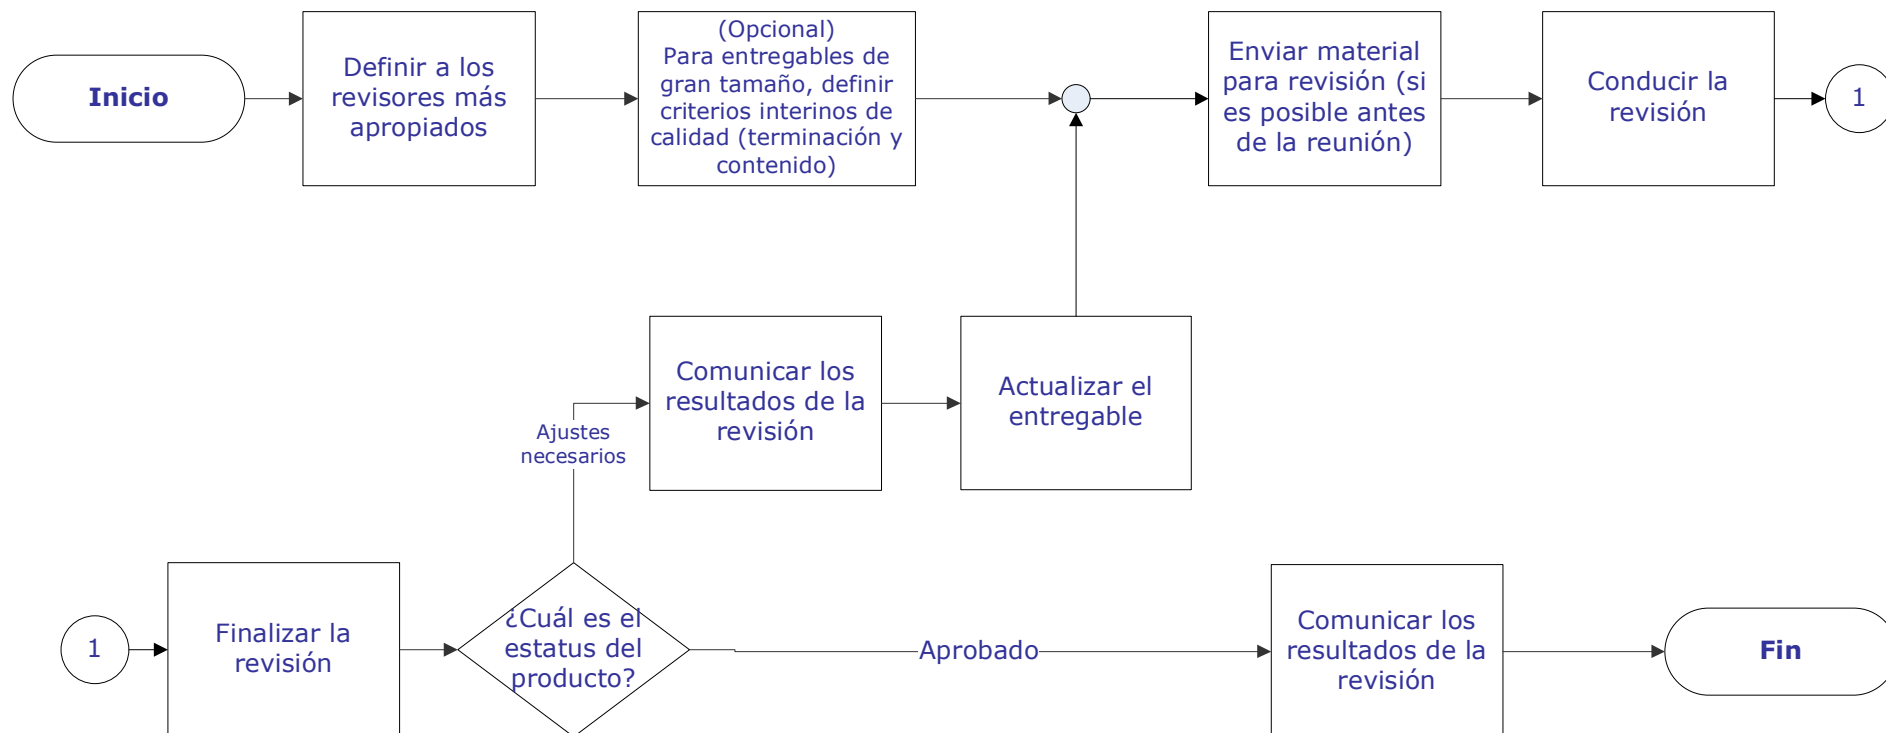 Inicio
Definir a los
revisores más
apropiados
(Opcional)
Para entregables de
gran tamaño, definir
criterios interinos de
calidad (terminación y
contenido)
Enviar material
para revisión (si
es posible antes
de la reunión)
Conducir la
revisión
1
Ajustes
necesarios
Comunicar los
resultados de la
revisión
Actualizar el
entregable
1
Finalizar la
revisión
¿Cuál es el
estatus del
producto?
Aprobado
Comunicar los
resultados de la
revisión
Fin